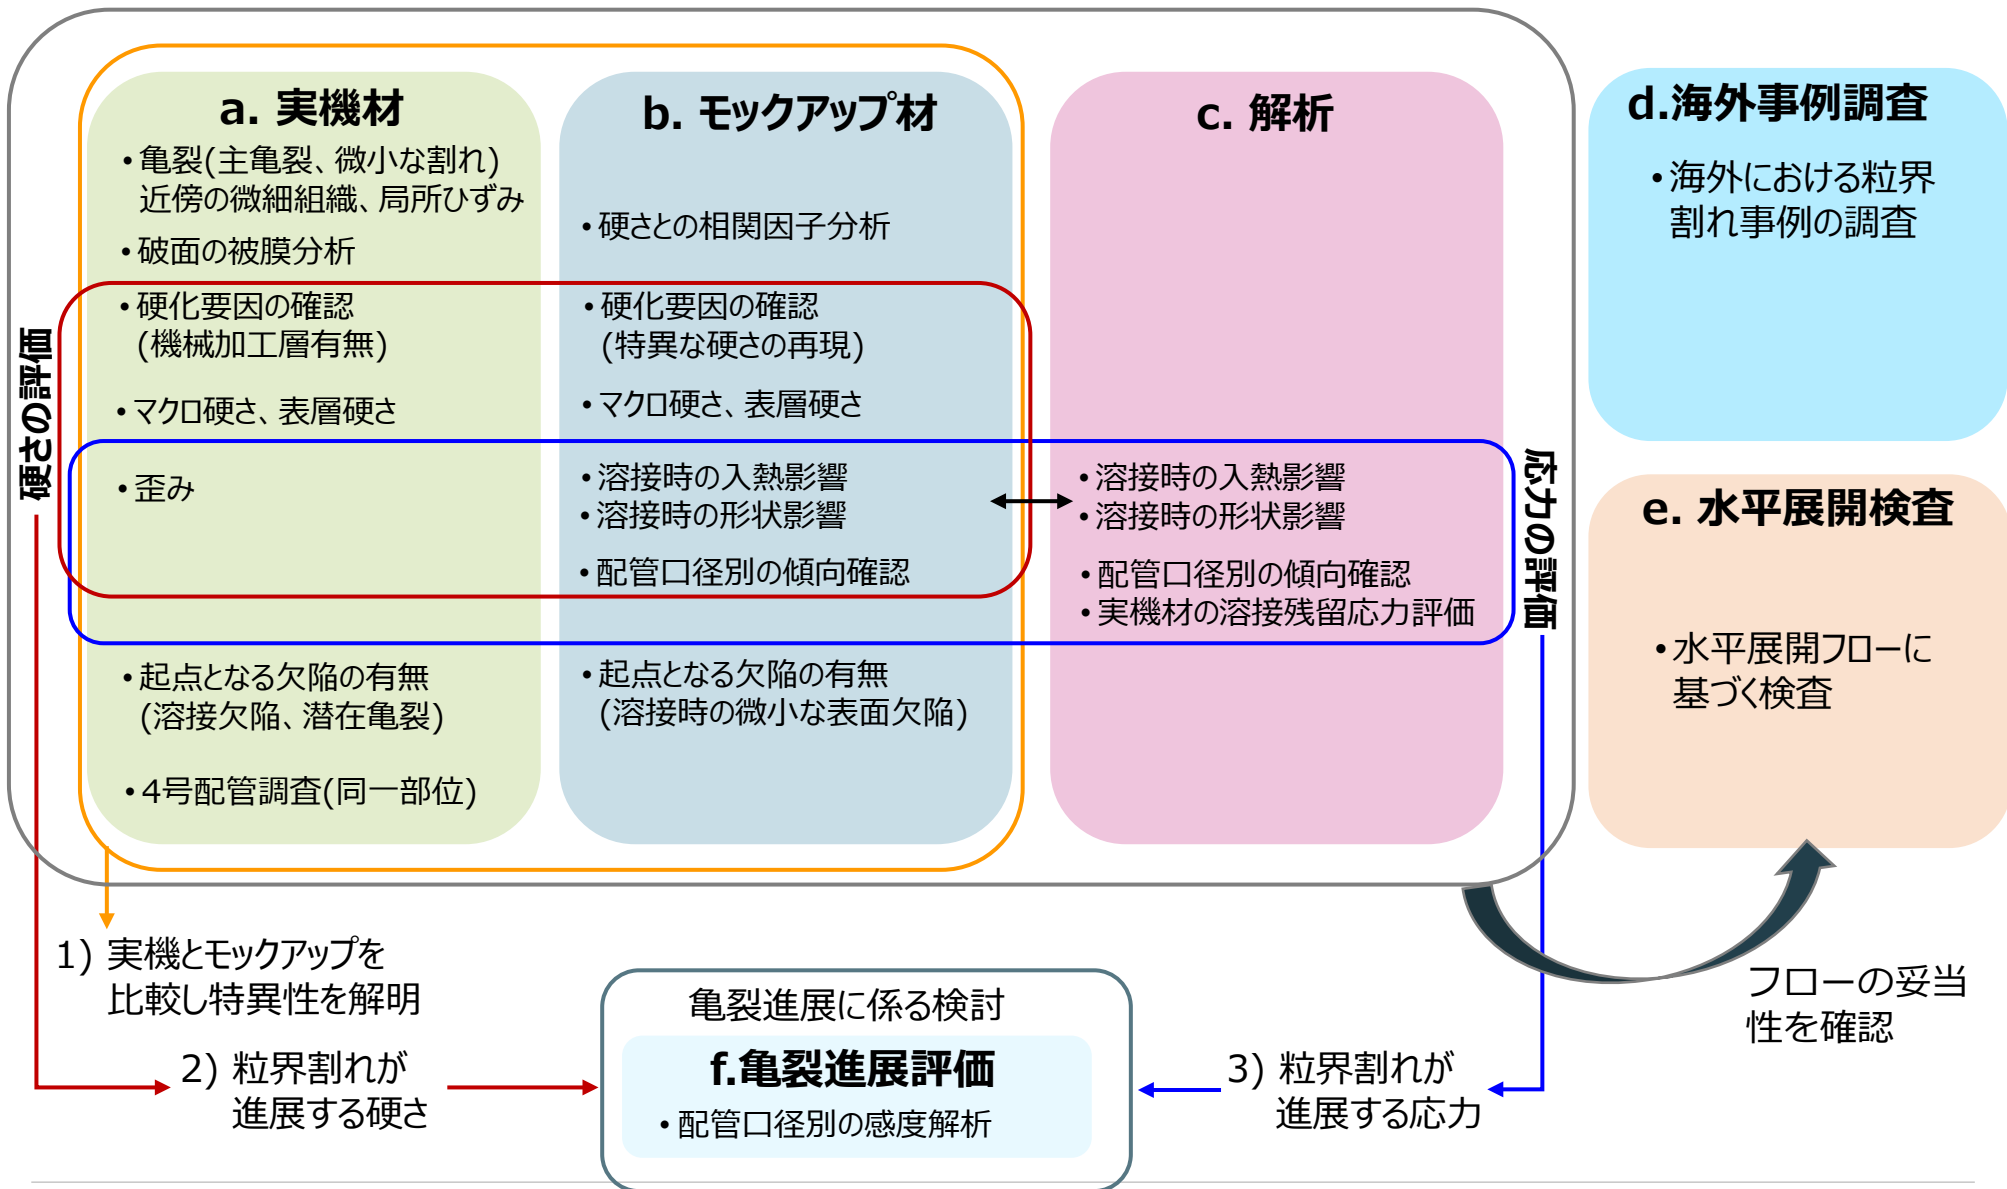 a. 実機材
・亀裂(主亀裂、微小な割れ)
近傍の微細組織、局所ひずみ
・破面の被膜分析
・硬化要因の確認
(機械加工層有無)
・マクロ硬さ、表層硬さ
・歪み
・起点となる欠陥の有無
(溶接欠陥、潜在亀裂)
・4号配管調査(同一部位)
b. モックアップ材
・硬さとの相関因子分析
・硬化要因の確認
(特異な硬さの再現)
・マクロ硬さ、表層硬さ
・溶接時の入熱影響
・溶接時の形状影響
・配管口径別の傾向確認
・起点となる欠陥の有無
(溶接時の微小な表面欠陥)
c. 解析
・溶接時の入熱影響
・溶接時の形状影響
・配管口径別の傾向確認
・実機材の溶接残留応力評価
d.海外事例調査
・海外における粒界
割れ事例の調査
e. 水平展開検査
・水平展開フローに
基づく検査
硬さの評価
応力の評価
1) 実機とモックアップを
比較し特異性を解明
2) 粒界割れが
進展する硬さ
亀裂進展に係る検討
f.亀裂進展評価
・配管口径別の感度解析
3) 粒界割れが
進展する応力
フローの妥当
性を確認